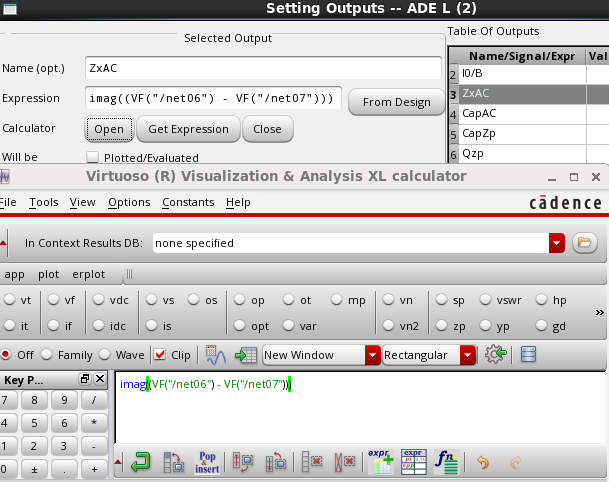 Setting Outputs -- ADE L (2)
Selected Output
Table Of Outputs
Name (opt.) ZxAC
Name/Signal/Expr Val
2 I0/B
Expression imag((VF("/net06") - VF("/net07"))) From Design
3 ZxAC
4 CapAC
Calculator Open Get Expression Close
5 CapZp
Will be Plotted/Evaluated
6 Qzp
Virtuoso (R) Visualization & Analysis XL calculator
File Tools View Options Constants Help
cādence
In Context Results DB: none specified
app plot erplot
vt vf vdc vs os op ot mp vn sp vswr hp
it if idc is opt var vn2 zp yp gd
»
Off Family Wave Clip New Window Rectangular
Key P...
imag((VF("/net06") - VF("/net07")))
7 8 9 /
4 5 6 *
1 2 3 -
0 ± . +
Pop
&insert
expr
expr
fn